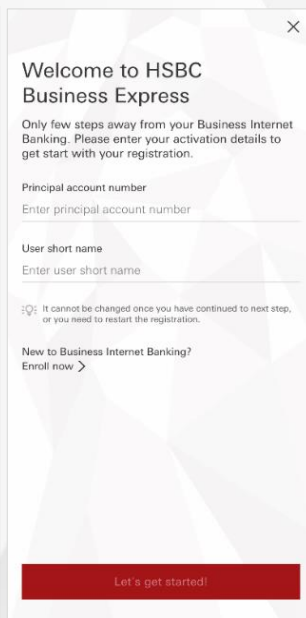 Welcome to HSBC
Business Express
Only few steps away from your Business Internet
Banking. Please enter your activation details to
get start with your registration.
Principal account number
Enter principal account number
User short name
Enter user short name
It cannot be changed once you have continued to next step,
or you need to restart the registration.
New to Business Internet Banking?
Enroll now
Let's get started!